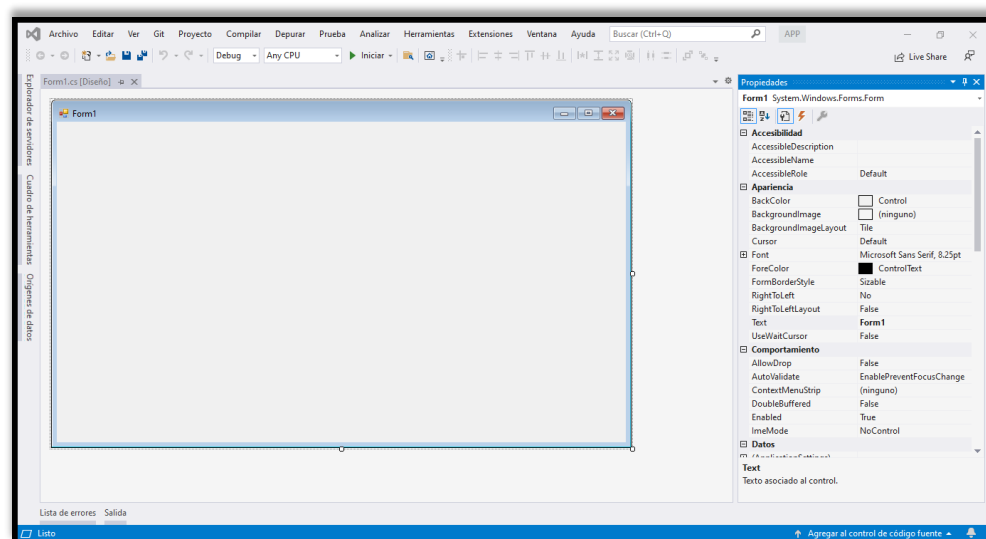 Archivo Editar Ver Git Proyecto Compilar Depurar Prueba Analizar Herramientas Extensiones Ventana Ayuda Buscar (Ctrl+Q) APP
Debug Any CPU Iniciar Live Share
Explorador de servidores
Cuadro de herramientas
Orígenes de datos
Form1.cs [Diseño]
Form1
Propiedades
Form1 System.Windows.Forms.Form
Accesibilidad
AccessibleDescription
AccessibleName
AccessibleRole Default
Apariencia
BackColor Control
BackgroundImage (ninguno)
BackgroundImageLayout Tile
Cursor Default
Font Microsoft Sans Serif, 8.25pt
ForeColor ControlText
FormBorderStyle Sizable
RightToLeft No
RightToLeftLayout False
Text Form1
UseWaitCursor False
Comportamiento
AllowDrop False
AutoValidate EnablePreventFocusChange
ContextMenuStrip (ninguno)
DoubleBuffered False
Enabled True
ImeMode NoControl
Datos
Text
Texto asociado al control.
Lista de errores Salida
Listo Agregar al control de código fuente